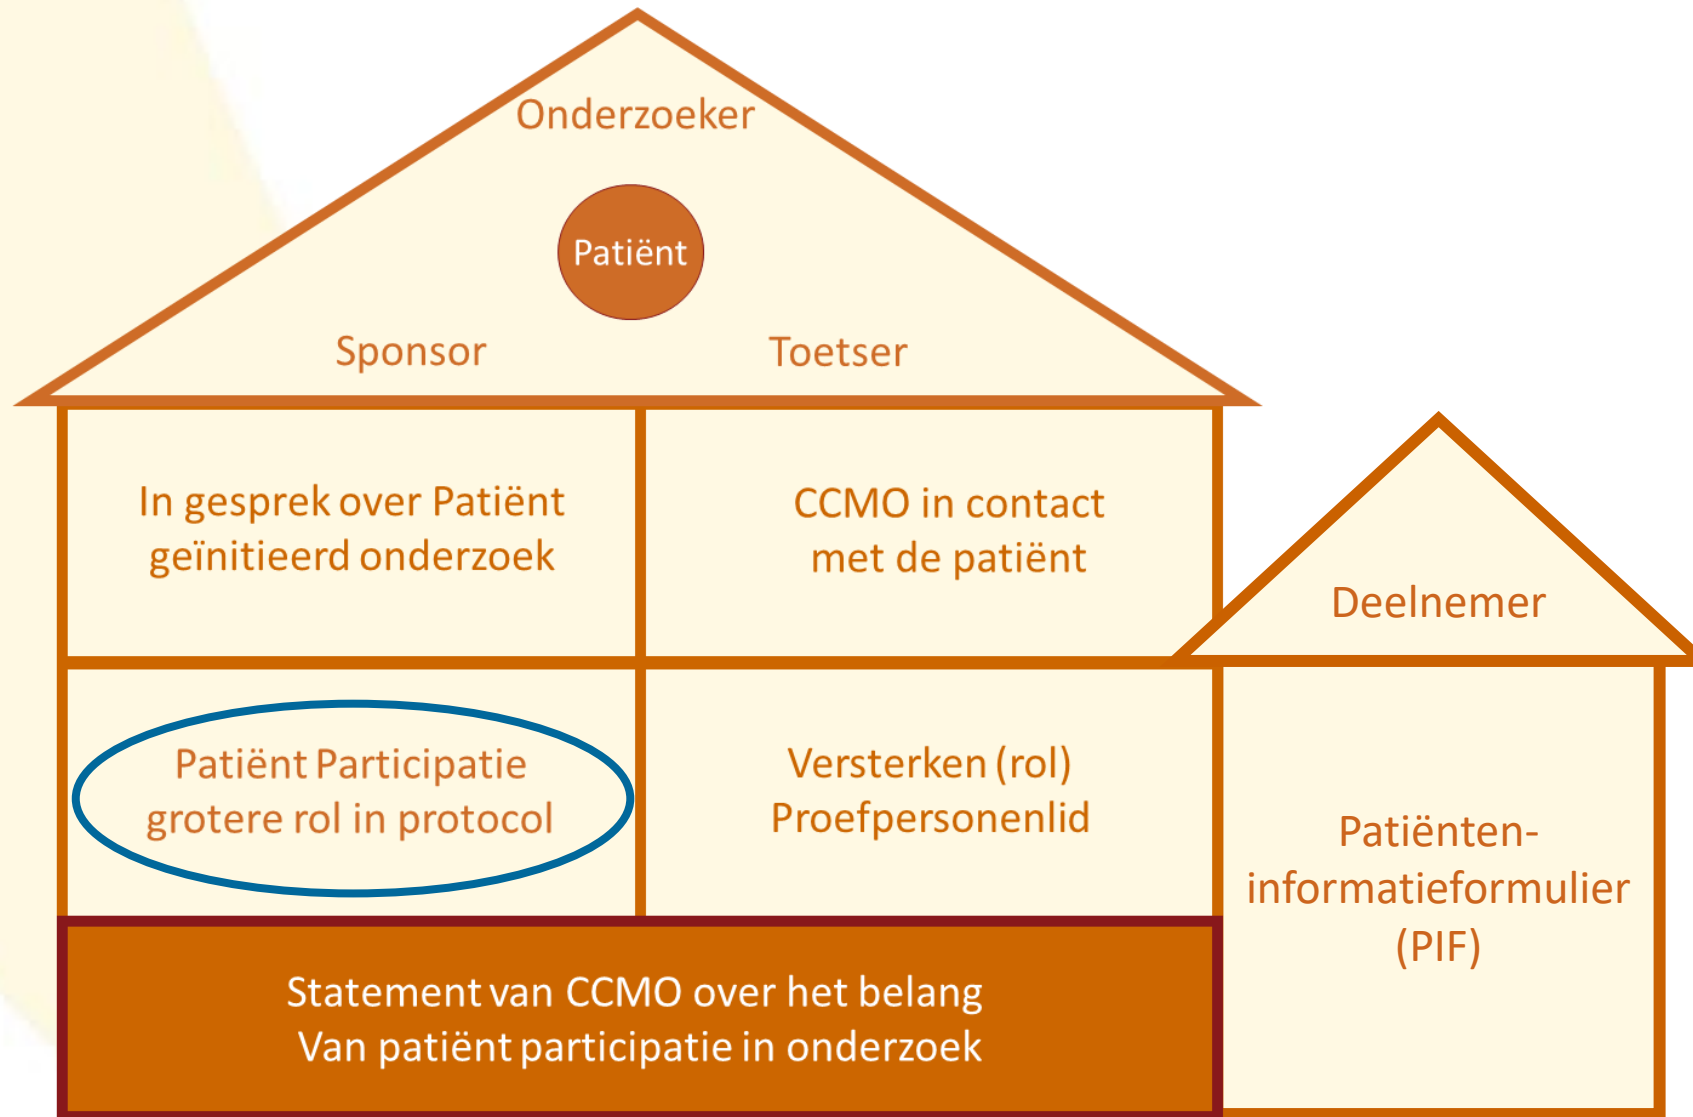 Onderzoeker
Patiënt
Sponsor
Toetser
In gesprek over Patiënt
geïnitieerd onderzoek
CCMO in contact
met de patiënt
Deelnemer
Patiënt Participatie
grotere rol in protocol
Versterken (rol)
Proefpersonenlid
Patiënten-
informatieformulier
(PIF)
Statement van CCMO over het belang
Van patiënt participatie in onderzoek